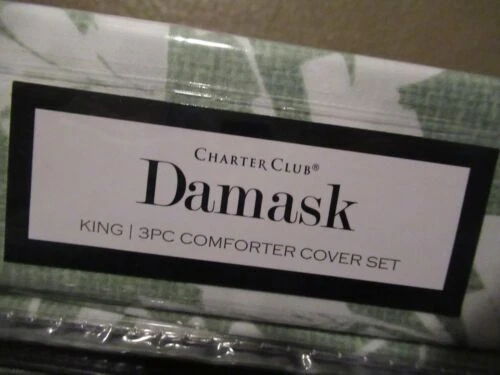 CHARTER CLUB®
Damask
KING | 3PC COMFORTER COVER SET